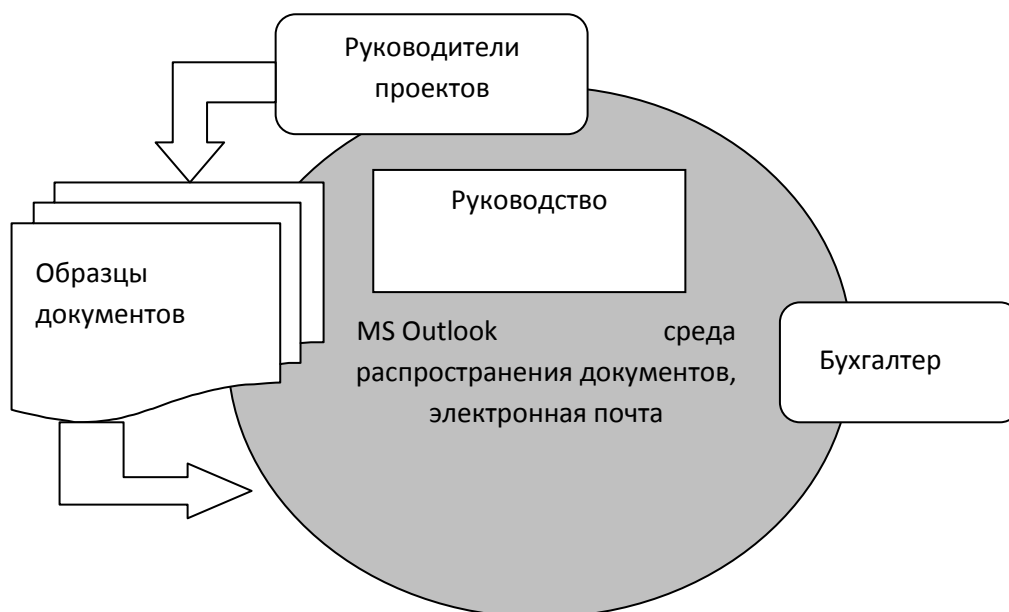 Руководители
проектов
Руководство
Образцы
документов
MS Outlook среда
распространения документов,
электронная почта
Бухгалтер